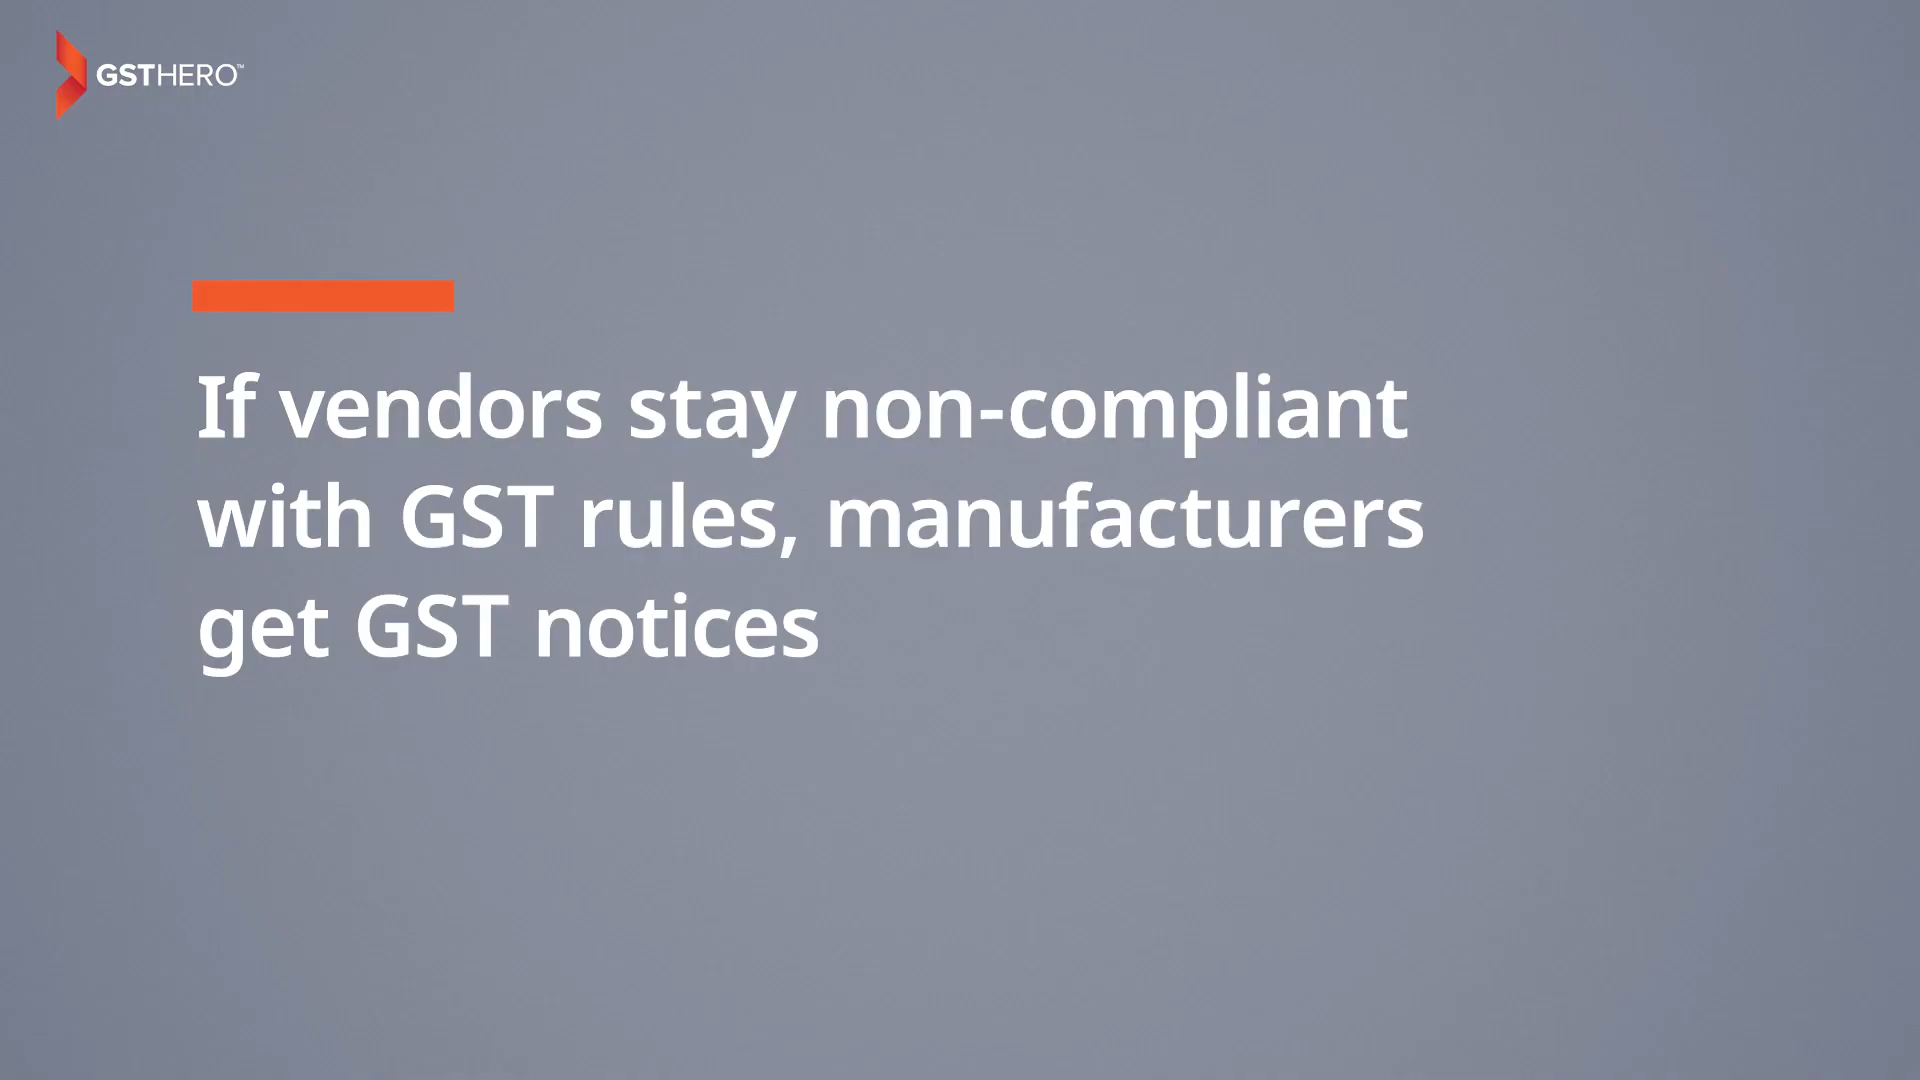 GSTHERO™
If vendors stay non-compliant
with GST rules, manufacturers
get GST notices